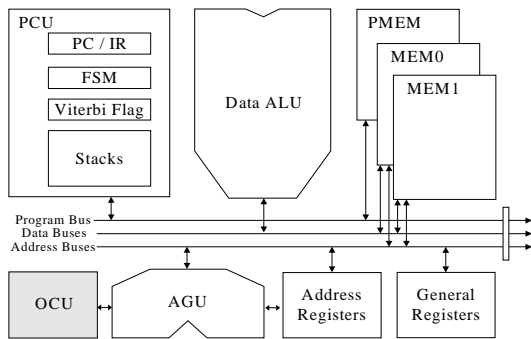 PCU
PC / IR
FSM
Viterbi Flag
Stacks
Data ALU
PMEM
MEM0
MEM1
Program Bus
Data Buses
Address Buses
OCU
AGU
Address
Registers
General
Registers